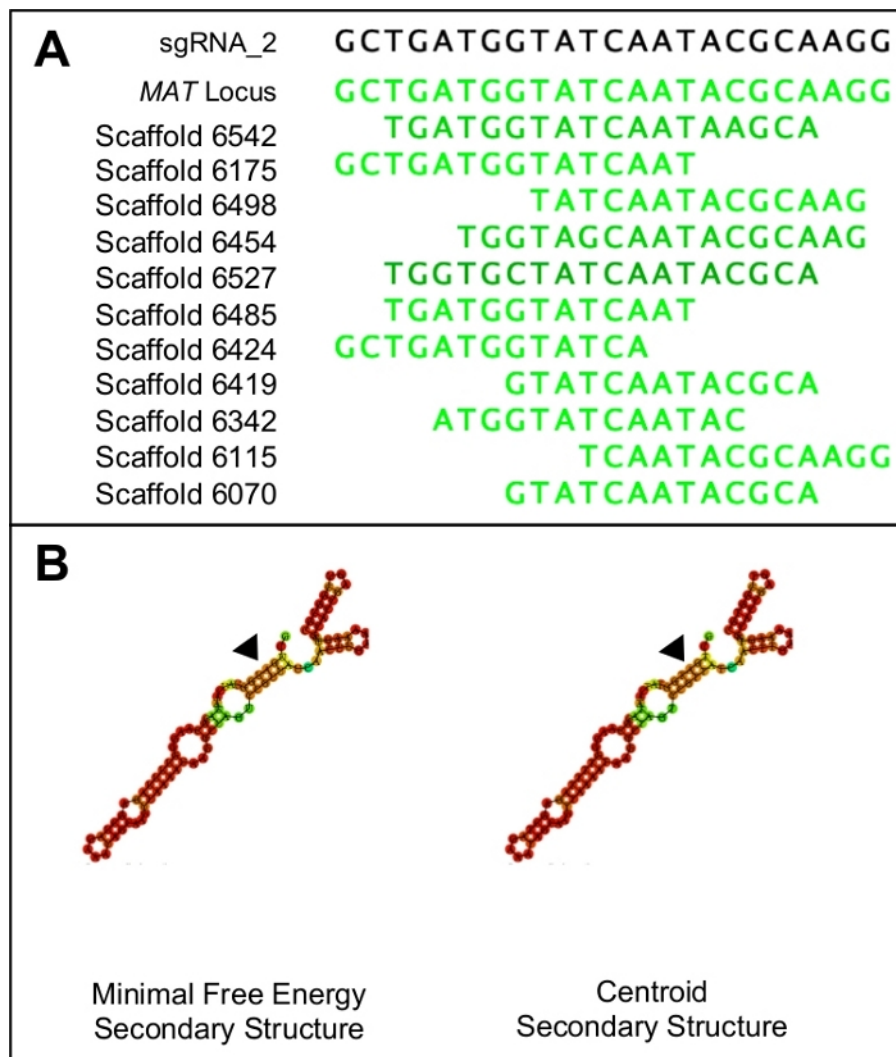 A
sgRNA_2 GCTGATGGTATCAATACGCAAGG
MAT Locus GCTGATGGTATCAATACGCAAGG
Scaffold 6542 TGATGGTATCAATAAGCA
Scaffold 6175 GCTGATGGTATCAAT
Scaffold 6498 TATCAATACGCAAG
Scaffold 6454 TGGTAGCAATACGCAAG
Scaffold 6527 TGGTGCTATCAATACGCA
Scaffold 6485 TGATGGTATCAAT
Scaffold 6424 GCTGATGGTATCA
Scaffold 6419 GTATCAATACGCA
Scaffold 6342 ATGGTATCAATAC
Scaffold 6115 TCAATACGCAAGG
Scaffold 6070 GTATCAATACGCA
B
Minimal Free Energy
Secondary Structure
Centroid
Secondary Structure